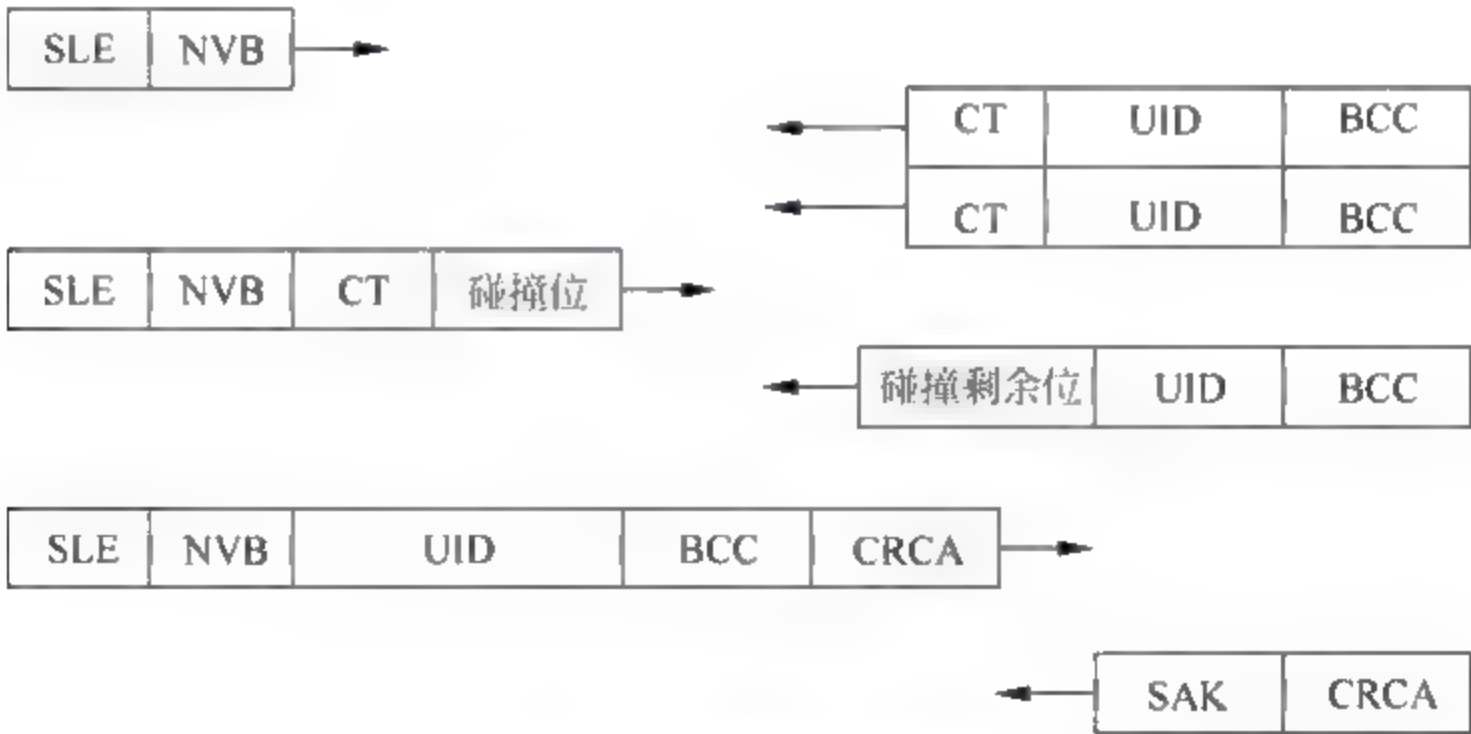 SLE NVB
CT UID BCC
CT UID BCC
SLE NVB CT 碰撞位
碰撞剩余位 UID BCC
SLE NVB UID BCC CRCA
SAK CRCA